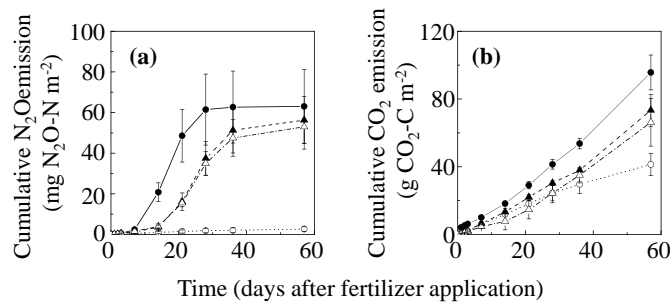 100
80
60
40
20
0
(a)
0
20
40
60
Cumulative N₂Oemission
(mg N₂O-N m⁻²)
120
80
40
0
(b)
0
20
40
60
Cumulative CO₂ emission
(g CO₂-C m⁻²)
Time (days after fertilizer application)